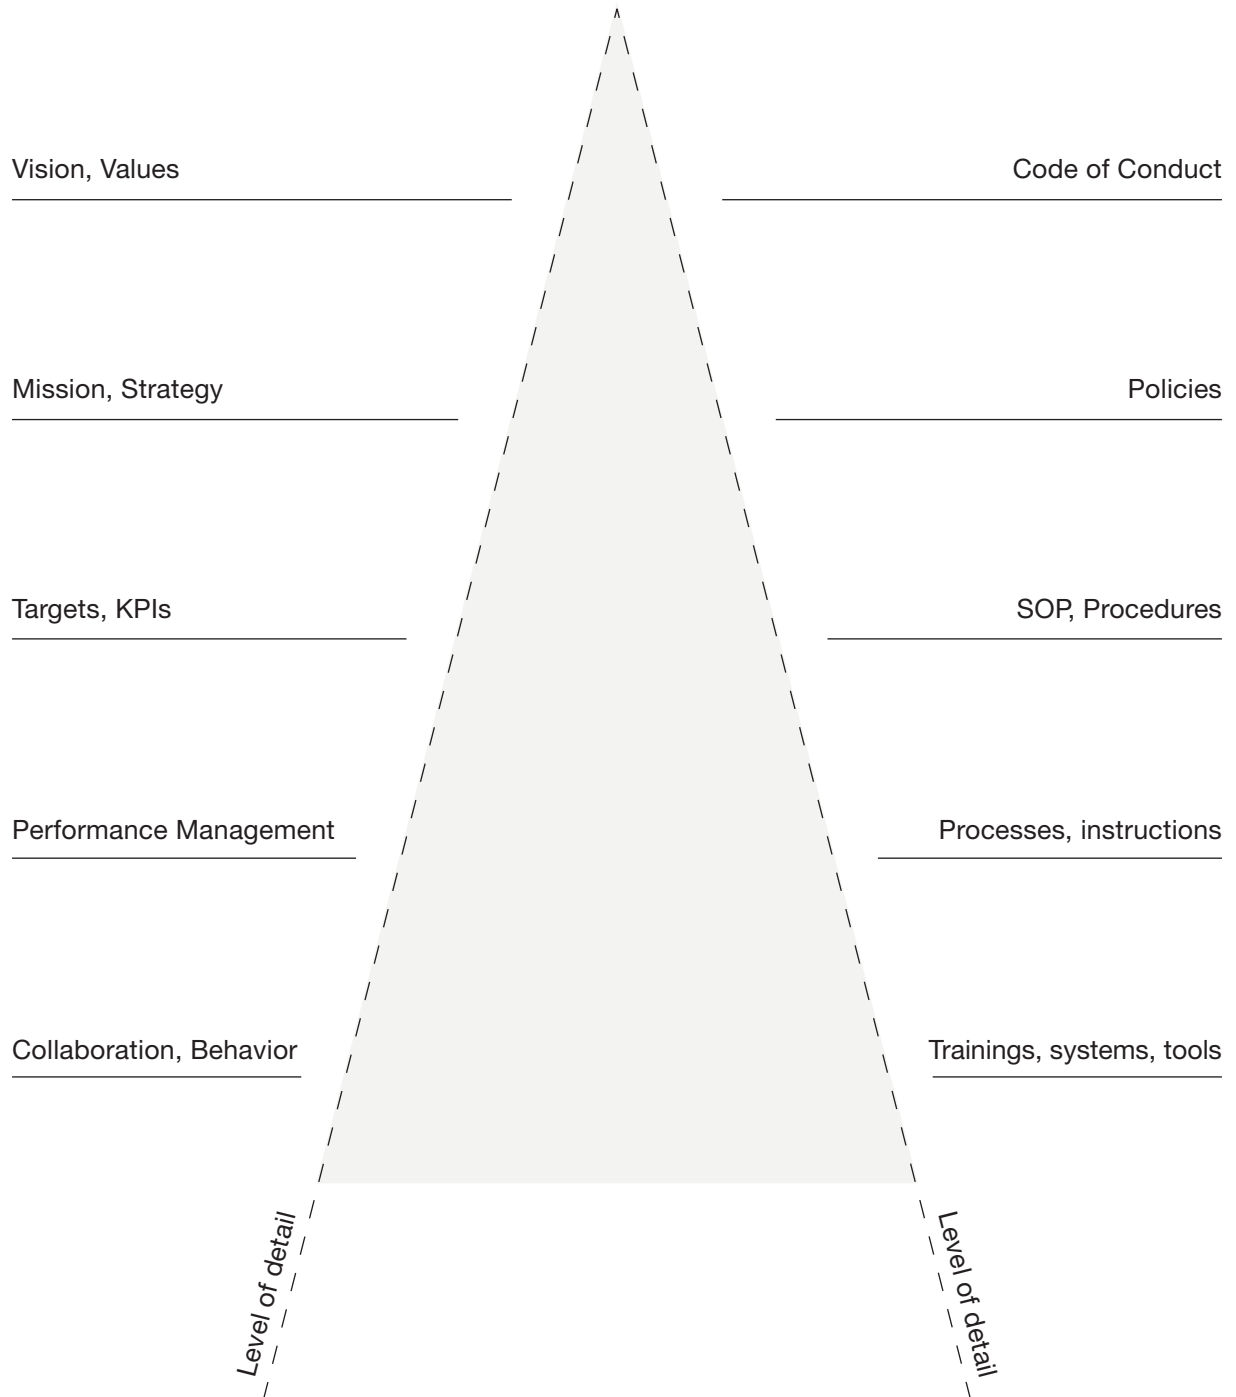 Vision, Values
Code of Conduct
Mission, Strategy
Policies
Targets, KPIs
SOP, Procedures
Performance Management
Processes, instructions
Collaboration, Behavior
Trainings, systems, tools
Level of detail
Level of detail